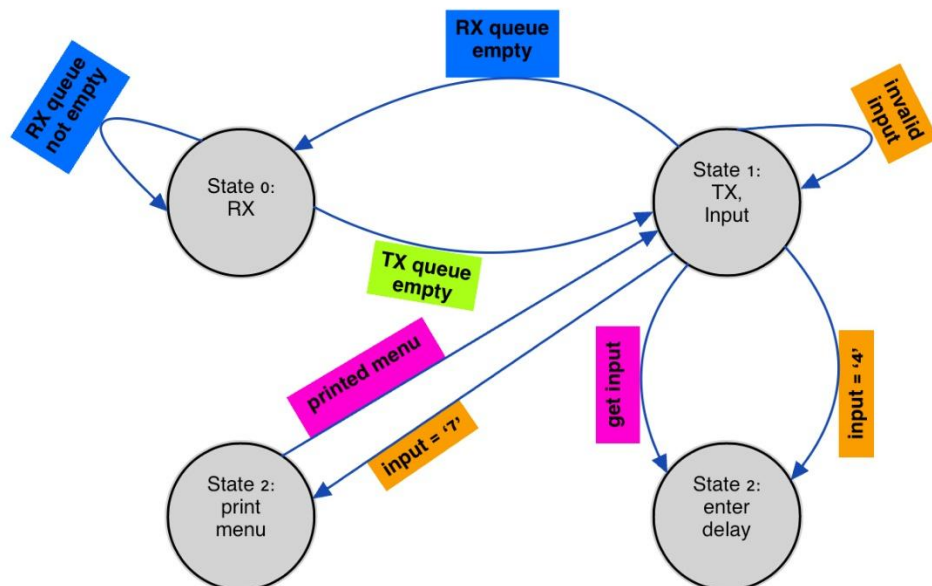 RX queue
empty
RX queue
not empty
invalid
input
State 0:
RX
State 1:
TX,
Input
TX queue
empty
printed menu
input = ‘7’
get input
input = ‘4’
State 2:
print
menu
State 2:
enter
delay